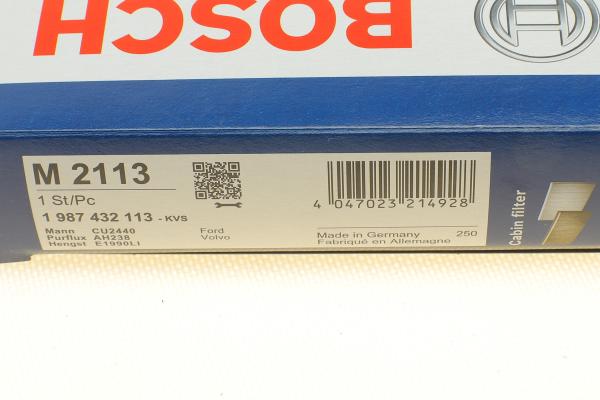 BOSCH
M 2113
1 St/Pc
1 987 432 113 - KVS
Mann CU2440
Purflux AH238
Hengst E1990LI
Ford
Volvo
4 047023 214928
Made in Germany 250
Fabriqué en Allemagne
Cabin filter